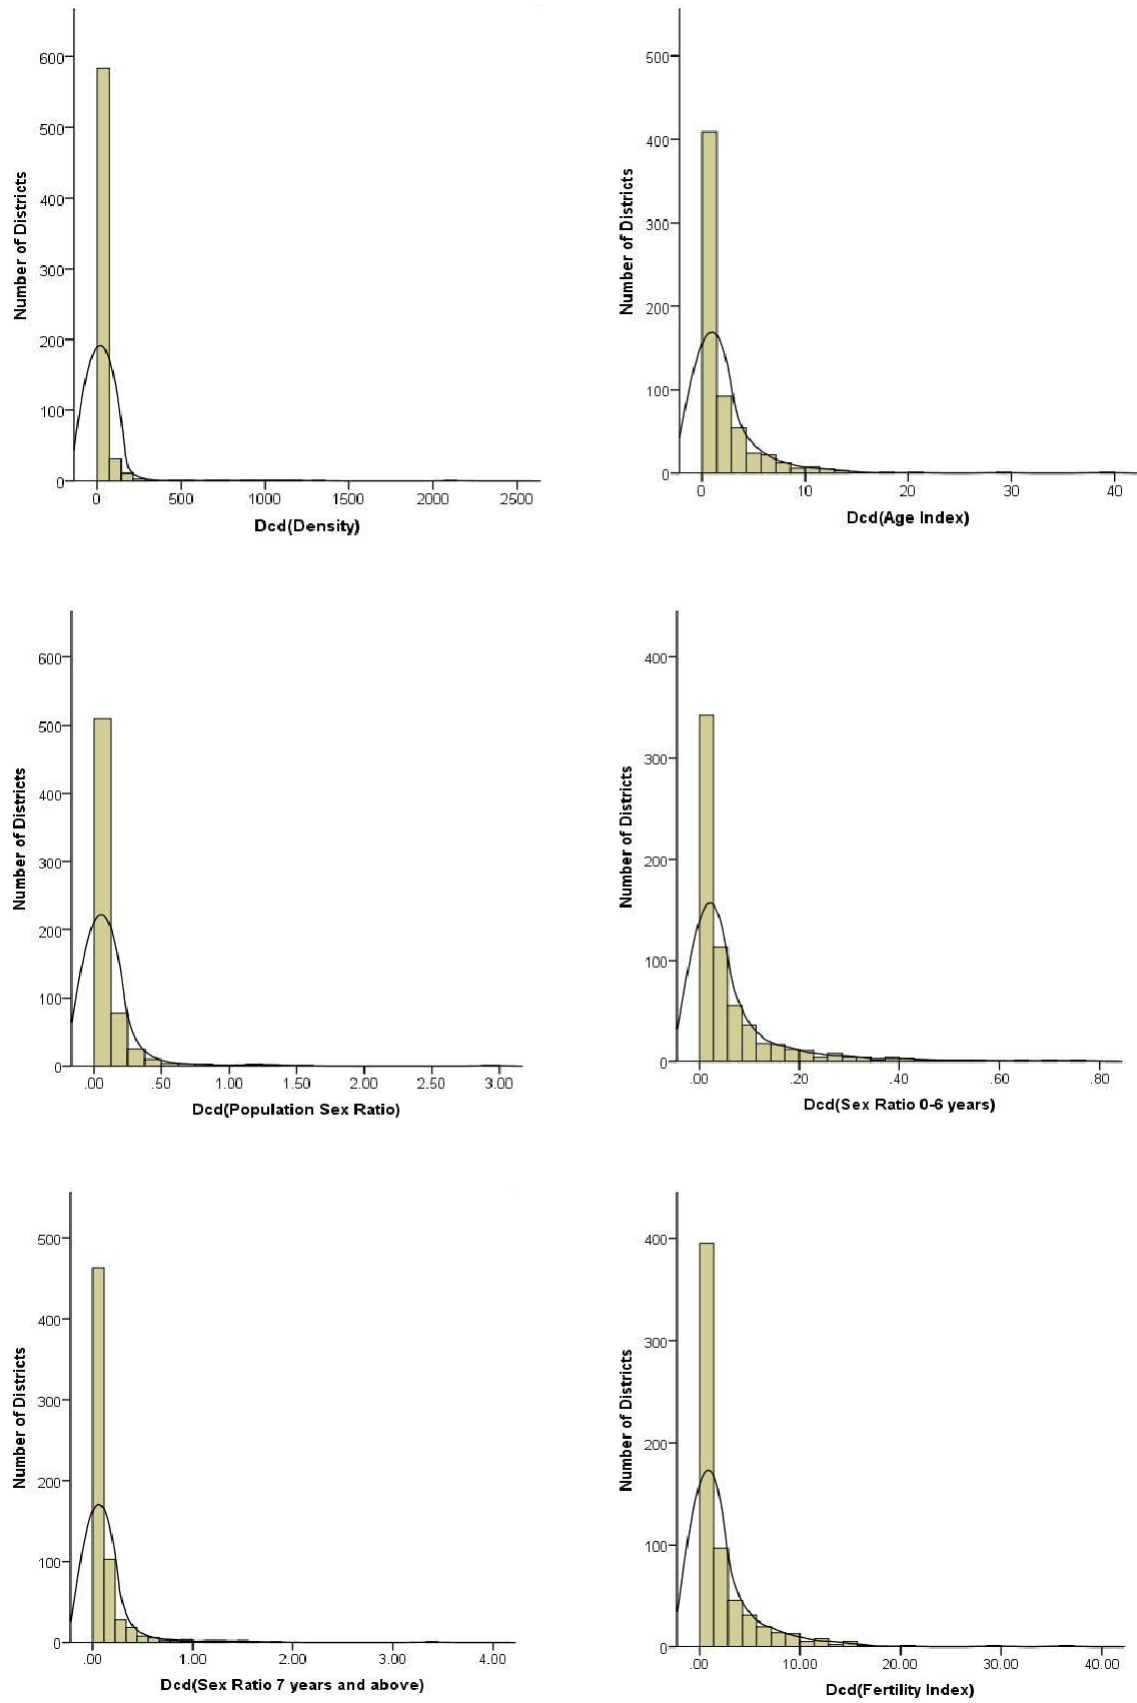 600
500
400
300
200
100
0
Number of Districts
0 500 1000 1500 2000 2500
Dcd(Density)
500
400
300
200
100
0
Number of Districts
0 10 20 30 40
Dcd(Age Index)
600
500
400
300
200
100
0
Number of Districts
.00 .50 1.00 1.50 2.00 2.50 3.00
Dcd(Population Sex Ratio)
400
300
200
100
0
Number of Districts
.00 .20 .40 .60 .80
Dcd(Sex Ratio 0-6 years)
500
400
300
200
100
0
Number of Districts
.00 1.00 2.00 3.00 4.00
Dcd(Sex Ratio 7 years and above)
400
300
200
100
0
Number of Districts
.00 10.00 20.00 30.00 40.00
Dcd(Fertility Index)